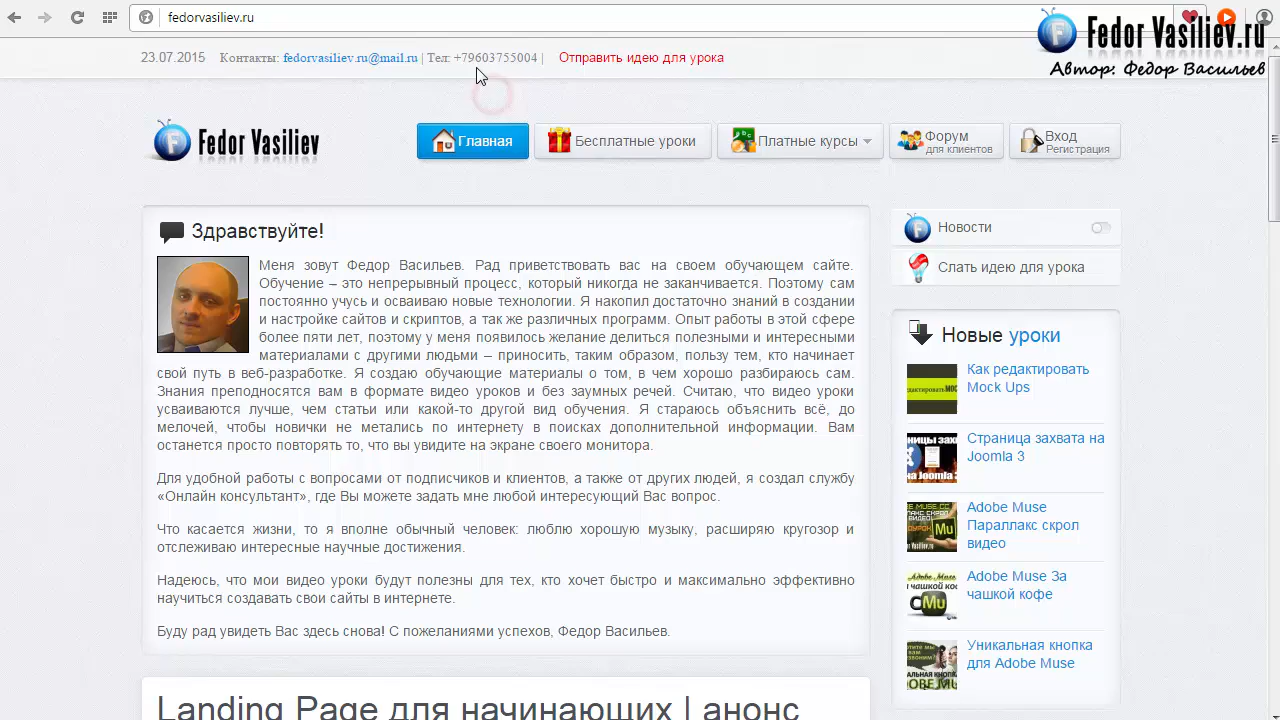 fedorvasiliev.ru
Fedor Vasiliev.ru
Автор: Федор Васильев
23.07.2015 Контакты: fedorvasiliev.ru@mail.ru | Тел: +79603755004 | Отправить идею для урока
Fedor Vasiliev
Главная
Бесплатные уроки
Платные курсы
Форум
для клиентов
Вход
Регистрация
Здравствуйте!
Меня зовут Федор Васильев. Рад приветствовать вас на своем обучающем сайте.
Обучение – это непрерывный процесс, который никогда не заканчивается. Поэтому сам
постоянно учусь и осваиваю новые технологии. Я накопил достаточно знаний в создании
и настройке сайтов и скриптов, а так же различных программ. Опыт работы в этой сфере
более пяти лет, поэтому у меня появилось желание делиться полезными и интересными
материалами с другими людьми – приносить, таким образом, пользу тем, кто начинает
свой путь в веб-разработке. Я создаю обучающие материалы о том, в чем хорошо разбираюсь сам.
Знания преподносятся вам в формате видео уроков и без заумных речей. Считаю, что видео уроки
усваиваются лучше, чем статьи или какой-то другой вид обучения. Я стараюсь объяснить всё, до
мелочей, чтобы новички не метались по интернету в поисках дополнительной информации. Вам
останется просто повторять то, что вы увидите на экране своего монитора.
Для удобной работы с вопросами от подписчиков и клиентов, а также от других людей, я создал службу
«Онлайн консультант», где Вы можете задать мне любой интересующий Вас вопрос.
Что касается жизни, то я вполне обычный человек: люблю хорошую музыку, расширяю кругозор и
отслеживаю интересные научные достижения.
Надеюсь, что мои видео уроки будут полезны для тех, кто хочет быстро и максимально эффективно
научиться создавать свои сайты в интернете.
Буду рад увидеть Вас здесь снова! С пожеланиями успехов, Федор Васильев.
Landing Page для начинающих | анонс
Новости
Слать идею для урока
Новые уроки
Как редактировать
Mock Ups
Страница захвата на
Joomla 3
Adobe Muse
Параллакс скрол
видео
Adobe Muse За
чашкой кофе
Уникальная кнопка
для Adobe Muse